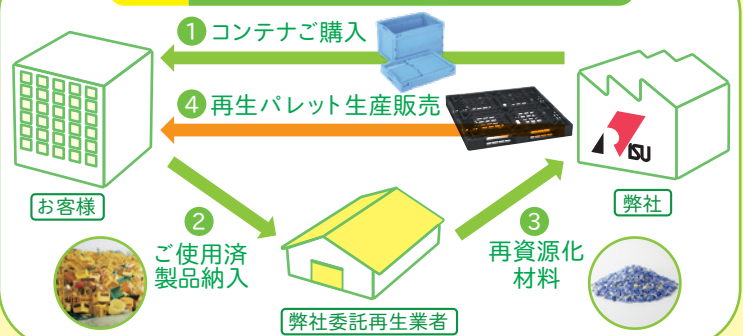 ① コンテナご購入
④ 再生パレット生産販売
RISU
お客様
弊社
② ご使用済
製品納入
③ 再資源化
材料
弊社委託再生業者